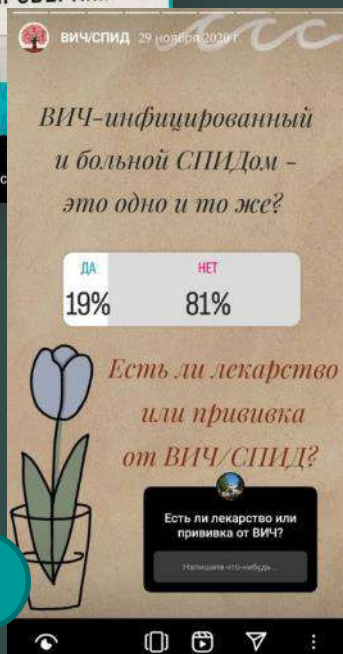 ВИЧ/СПИД 29 ноября 2020 г.
ВИЧ-инфицированный
и больной СПИДом –
это одно и то же?
ДА НЕТ
19% 81%
Есть ли лекарство
или прививка
от ВИЧ/СПИД?
Есть ли лекарство или
прививка от ВИЧ?
Напишите что-нибудь...